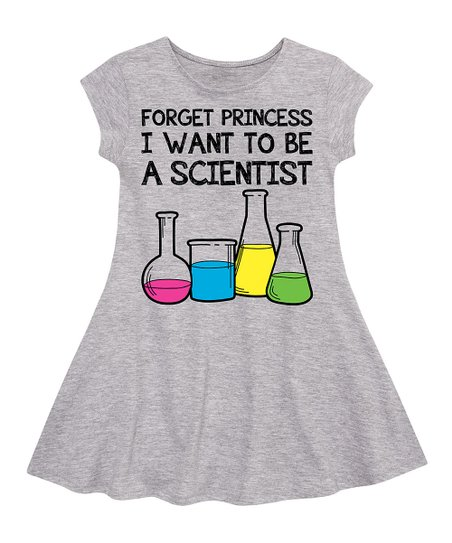 FORGET PRINCESS
I WANT TO BE
A SCIENTIST